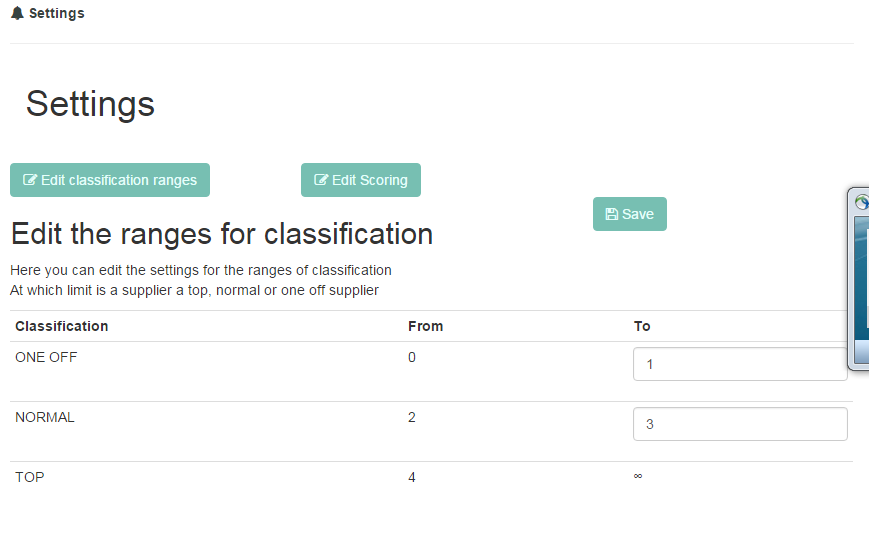 Settings
Settings
Edit classification ranges
Edit Scoring
Save
Edit the ranges for classification
Here you can edit the settings for the ranges of classification
At which limit is a supplier a top, normal or one off supplier
Classification From To
ONE OFF 0 1
NORMAL 2 3
TOP 4 ∞